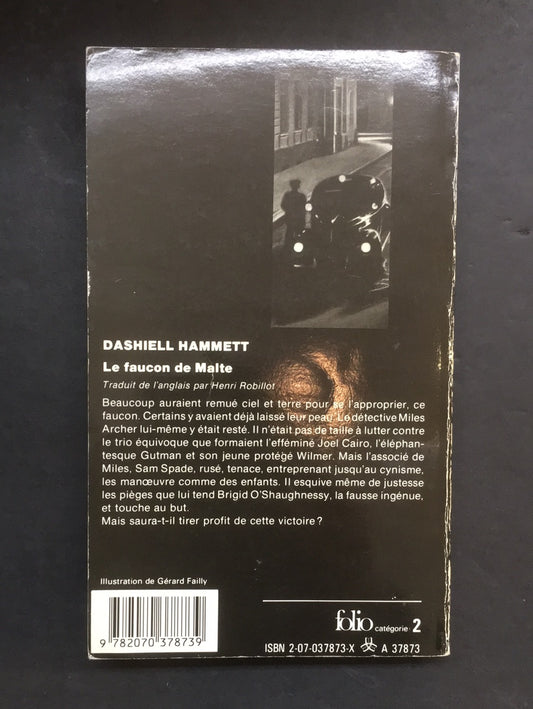 DASHIELL HAMMETT
Le faucon de Malte
Traduit de l'anglais par Henri Robillot
Beaucoup auraient remué ciel et terre pour se l'approprier, ce
faucon. Certains y avaient déjà laissé leur peau. Le détective Miles
Archer lui-même y était resté. Il n'était pas de taille à lutter contre
le trio équivoque que formaient l'efféminé Joel Cairo, l'éléphan-
tesque Gutman et son jeune protégé Wilmer. Mais l'associé de
Miles, Sam Spade, rusé, tenace, entreprenant jusqu'au cynisme,
les manœuvre comme des enfants. Il esquive même de justesse
les pièges que lui tend Brigid O'Shaughnessy, la fausse ingénue,
et touche au but.
Mais saura-t-il tirer profit de cette victoire ?
Illustration de Gérard Failly
9 782070 378739
folio catégorie · 2
ISBN 2-07-037873-X A 37873